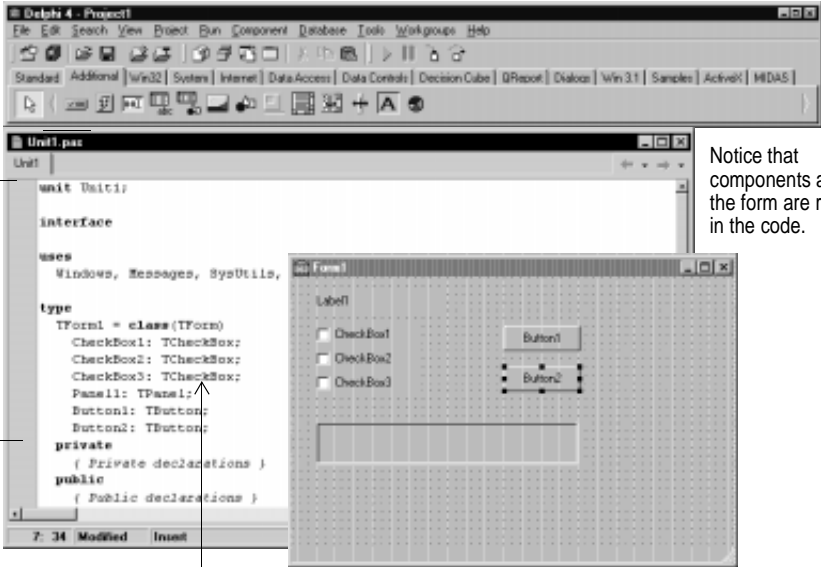 Delphi 4 - Project1
File Edit Search View Project Run Component Database Tools Workgroups Help
Standard Additional Win32 System Internet Data Access Data Controls Decision Cube QReport Dialogs Win 3.1 Samples ActiveX MIDAS
Unit1.pas
Unit1
unit Unit1;
interface
uses
Windows, Messages, SysUtils,
type
TForm1 = class(TForm)
CheckBox1: TCheckBox;
CheckBox2: TCheckBox;
CheckBox3: TCheckBox;
Panel1: TPanel;
Button1: TButton;
Button2: TButton;
private
{ Private declarations }
public
{ Public declarations }
7: 34 Modified Insert
Form1
Label1
CheckBox1
CheckBox2
CheckBox3
Button1
Button2
Notice that
components a
the form are r
in the code.